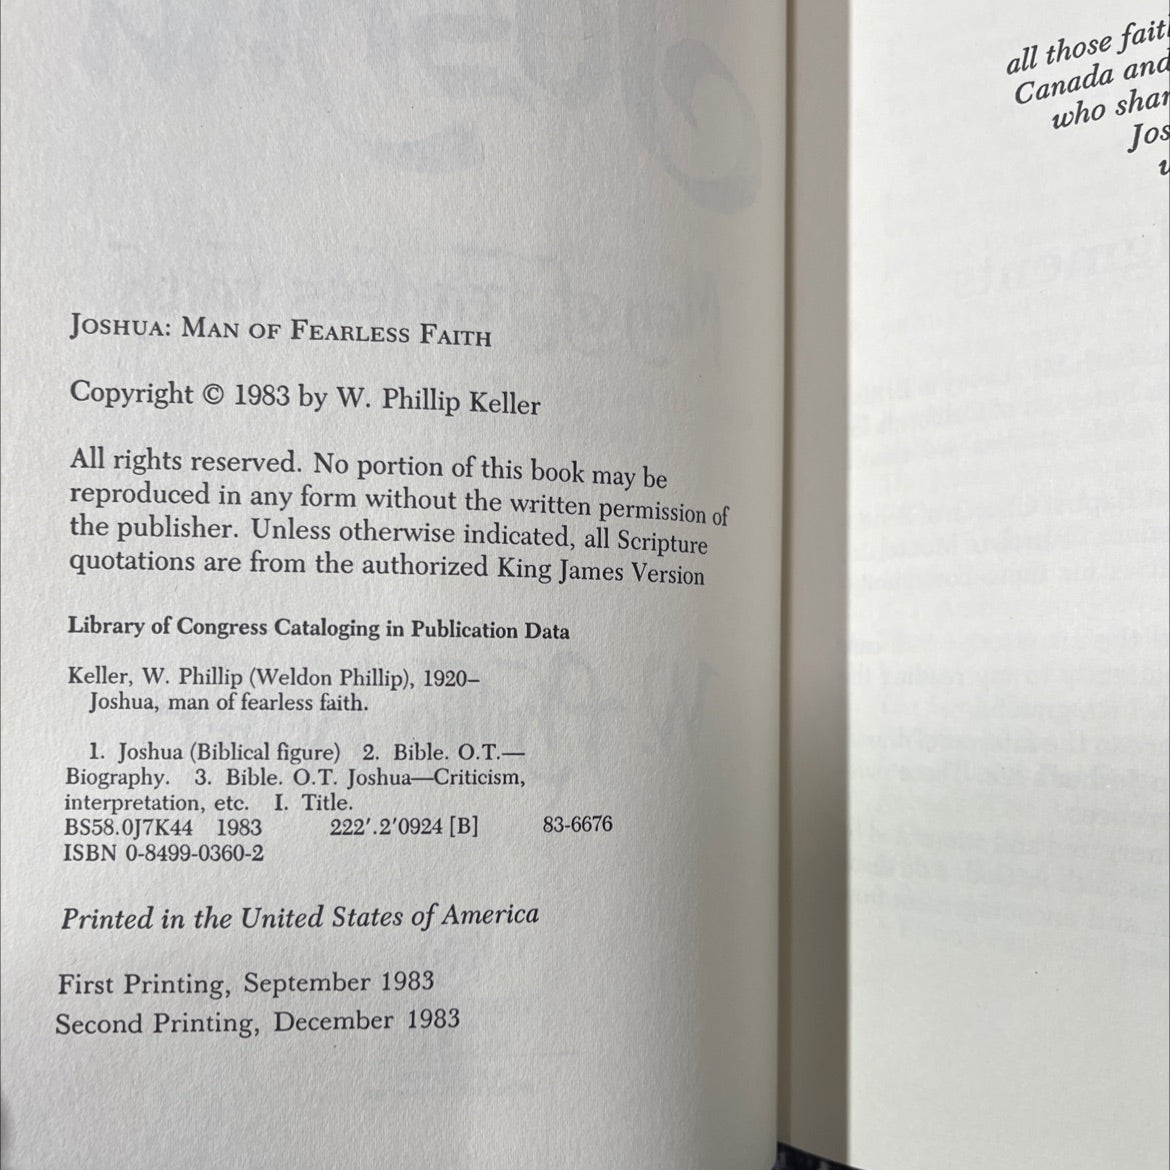 JOSHUA: MAN OF FEARLESS FAITH
Copyright © 1983 by W. Phillip Keller
All rights reserved. No portion of this book may be
reproduced in any form without the written permission of
the publisher. Unless otherwise indicated, all Scripture
quotations are from the authorized King James Version
Library of Congress Cataloging in Publication Data
Keller, W. Phillip (Weldon Phillip), 1920–
Joshua, man of fearless faith.
1. Joshua (Biblical figure) 2. Bible. O.T.—
Biography. 3. Bible. O.T. Joshua—Criticism,
interpretation, etc. I. Title.
BS58.0J7K44 1983 222′.2′0924 [B] 83-6676
ISBN 0-8499-0360-2
Printed in the United States of America
First Printing, September 1983
Second Printing, December 1983
all those
Canada and
who